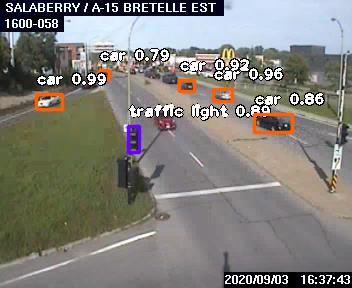 SALABERRY / A-15 BRETELLE EST
1600-058
car 0.79
car 0.92
car 0.99
car 0.96
car 0.86
traffic light 0.89
2020/09/03 16:37:43